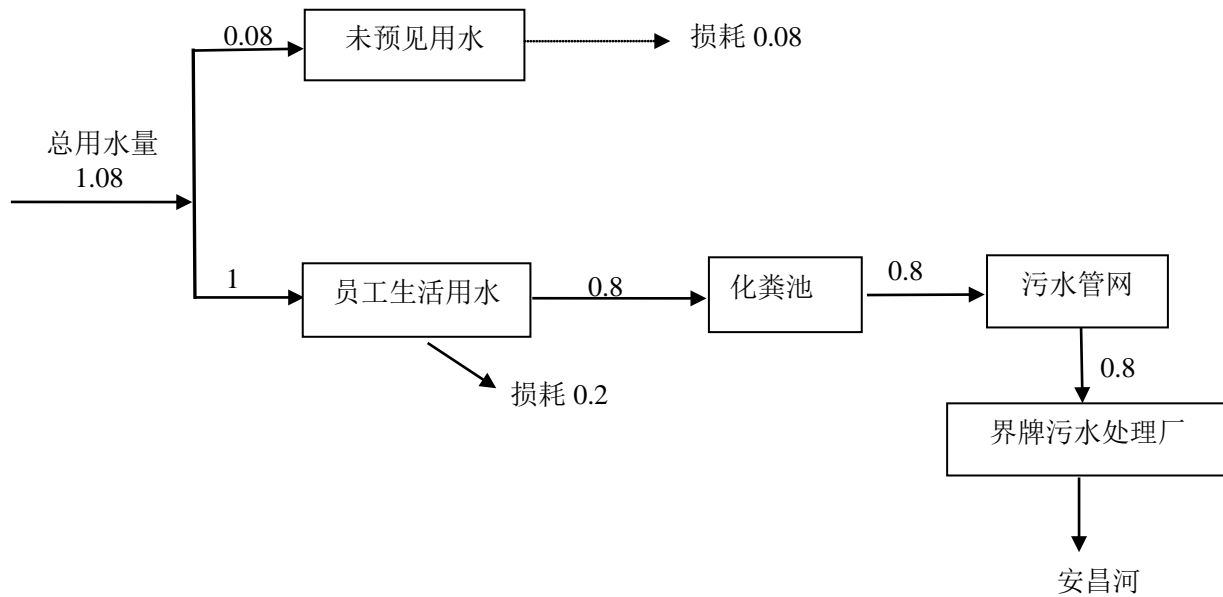 0.08
未预见用水
损耗 0.08
总用水量
1.08
1
员工生活用水
0.8
化粪池
0.8
污水管网
0.8
损耗 0.2
界牌污水处理厂
安昌河